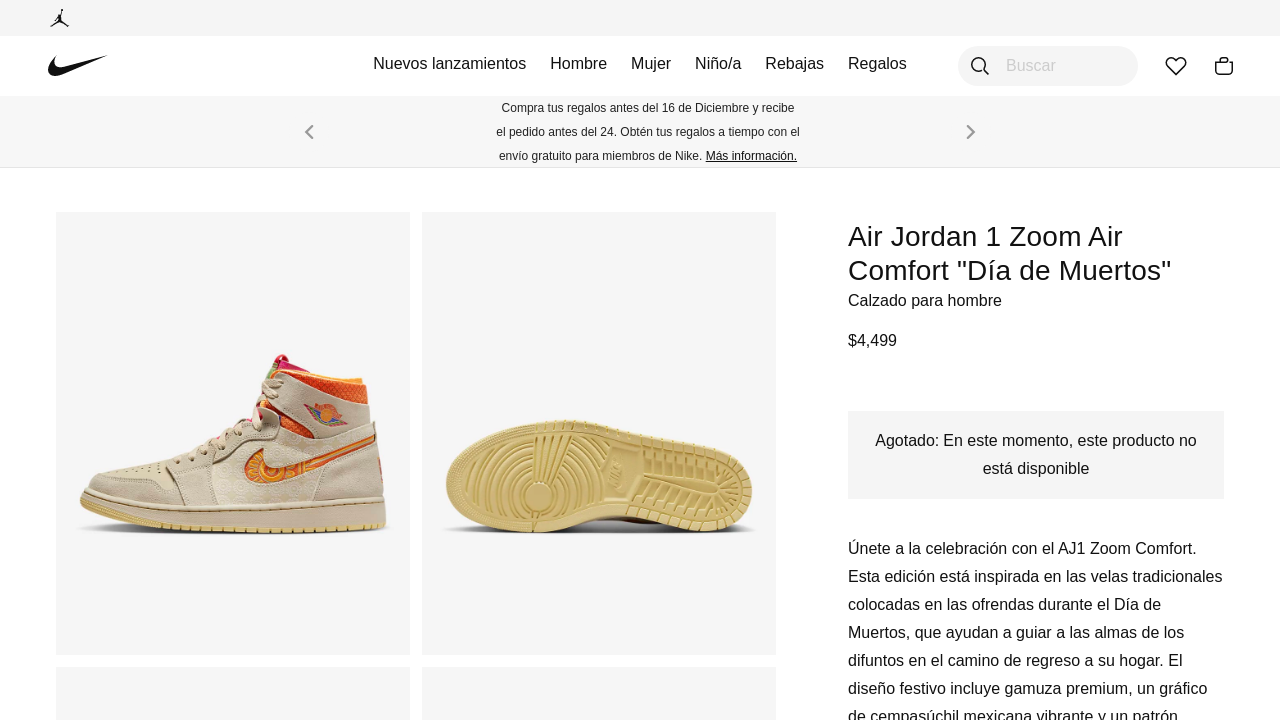 Nuevos lanzamientos Hombre Mujer Niño/a Rebajas Regalos Buscar
Compra tus regalos antes del 16 de Diciembre y recibe
el pedido antes del 24. Obtén tus regalos a tiempo con el
envío gratuito para miembros de Nike. Más información.
Air Jordan 1 Zoom Air
Comfort "Día de Muertos"
Calzado para hombre
$4,499
Agotado: En este momento, este producto no
está disponible
Únete a la celebración con el AJ1 Zoom Comfort.
Esta edición está inspirada en las velas tradicionales
colocadas en las ofrendas durante el Día de
Muertos, que ayudan a guiar a las almas de los
difuntos en el camino de regreso a su hogar. El
diseño festivo incluye gamuza premium, un gráfico
de cempasúchil mexicana vibrante y un patrón